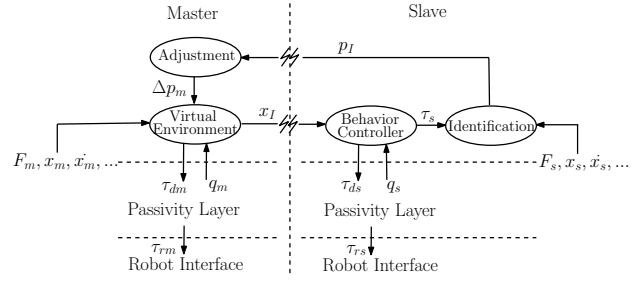 Master
Slave
Adjustment
p_I
Δp_m
Virtual
Environment
x_I
Behavior
Controller
τ_s
Identification
F_m, x_m, ẋ_m, ...
F_s, x_s, ẋ_s, ...
τ_dm
q_m
τ_ds
q_s
Passivity Layer
Passivity Layer
τ_rm
τ_rs
Robot Interface
Robot Interface